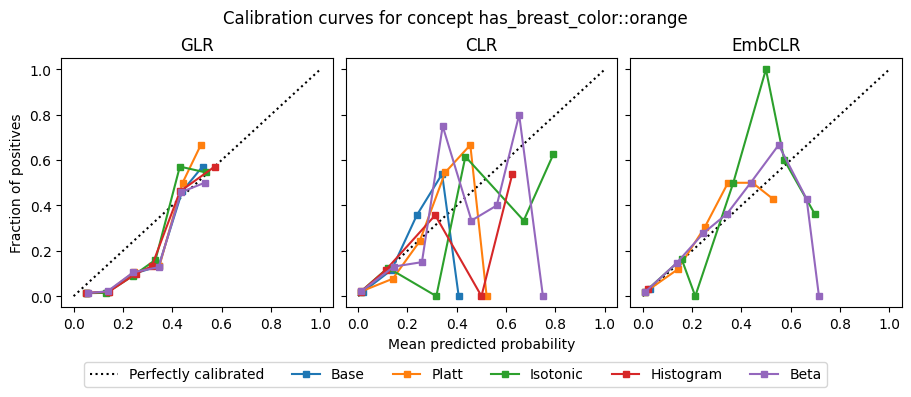 Calibration curves for concept has_breast_color::orange
GLR
CLR
EmbCLR
Fraction of positives
1.0
0.8
0.6
0.4
0.2
0.0
0.0 0.2 0.4 0.6 0.8 1.0
0.0 0.2 0.4 0.6 0.8 1.0
0.0 0.2 0.4 0.6 0.8 1.0
Mean predicted probability
Perfectly calibrated Base Platt Isotonic Histogram Beta